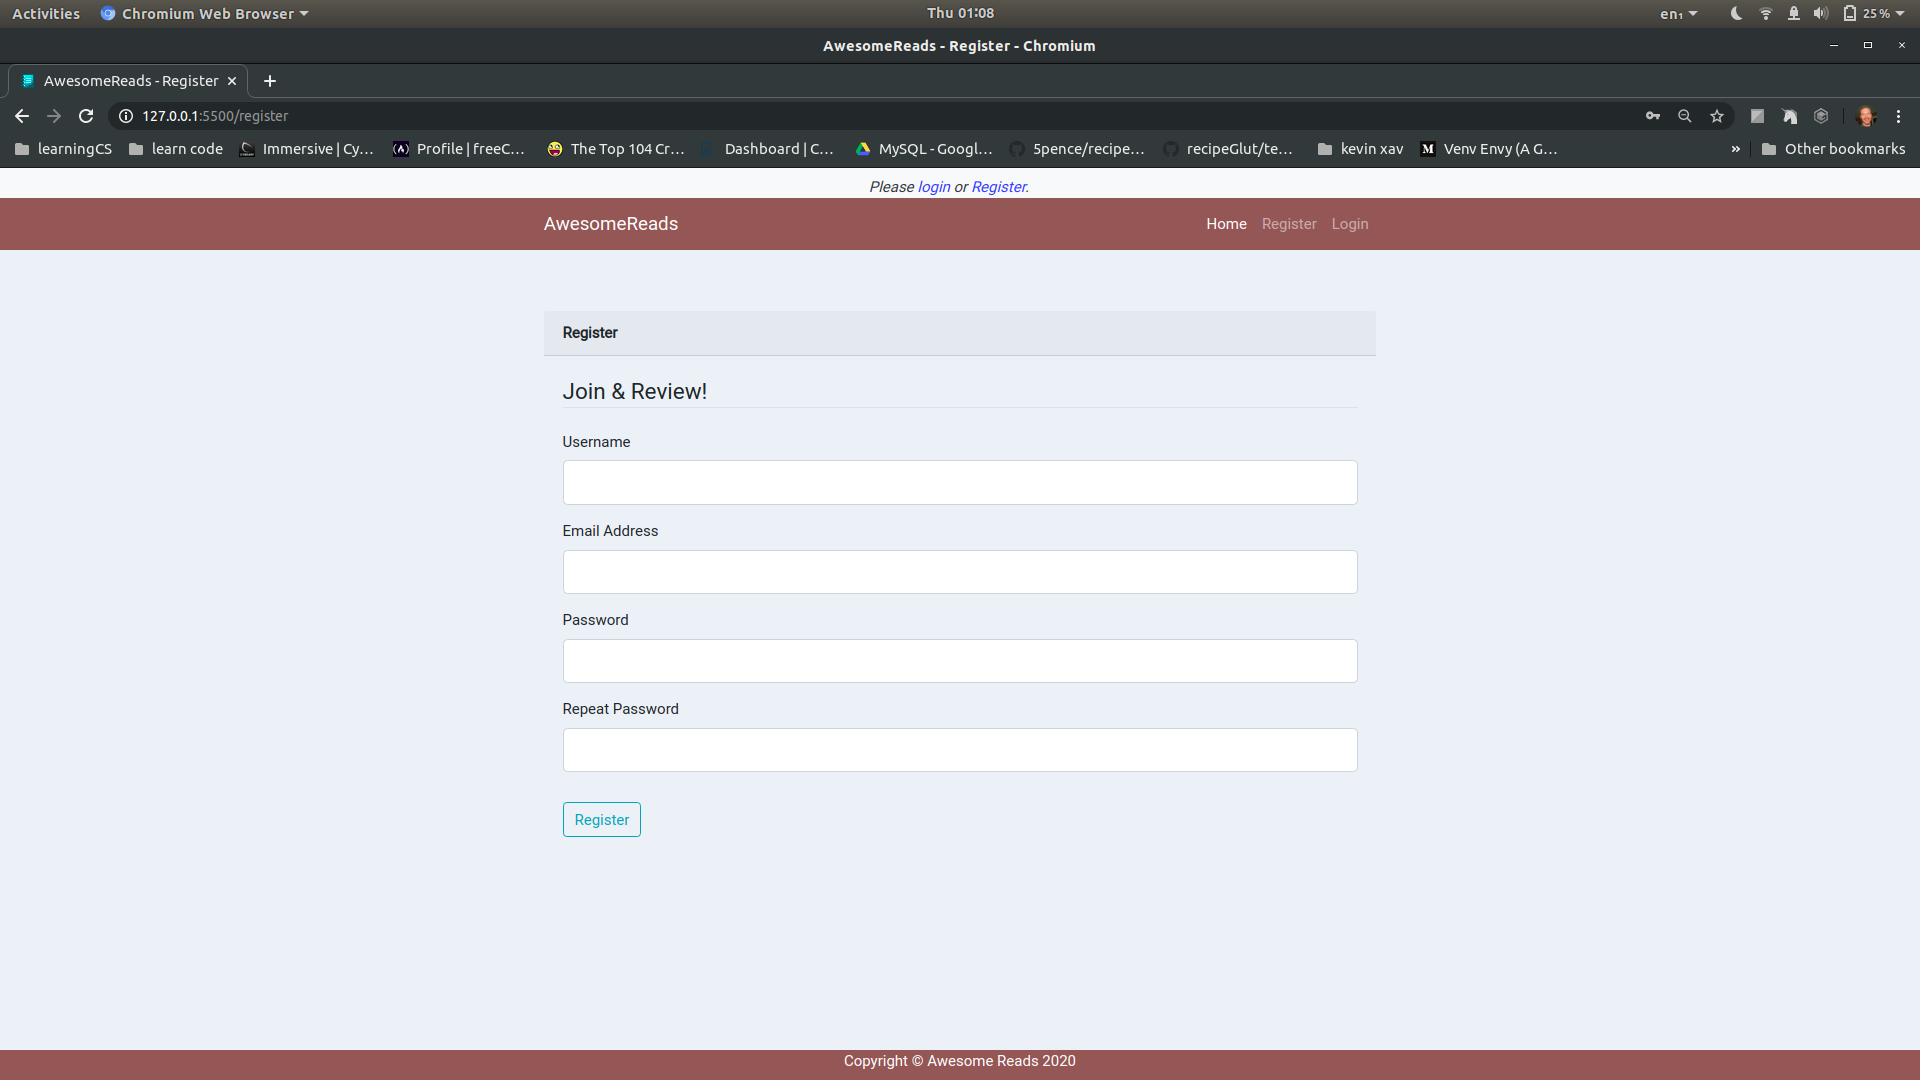 Activities Chromium Web Browser Thu 01:08 en₁ 25 %
AwesomeReads - Register - Chromium
AwesomeReads - Register
127.0.0.1:5500/register
learningCS learn code Immersive | Cy... Profile | freeC... The Top 104 Cr... Dashboard | C... MySQL - Googl... 5pence/recipe... recipeGlut/te... kevin xav M Venv Envy (A G... » Other bookmarks
Please login or Register.
AwesomeReads Home Register Login
Register
Join & Review!
Username
Email Address
Password
Repeat Password
Register
Copyright © Awesome Reads 2020